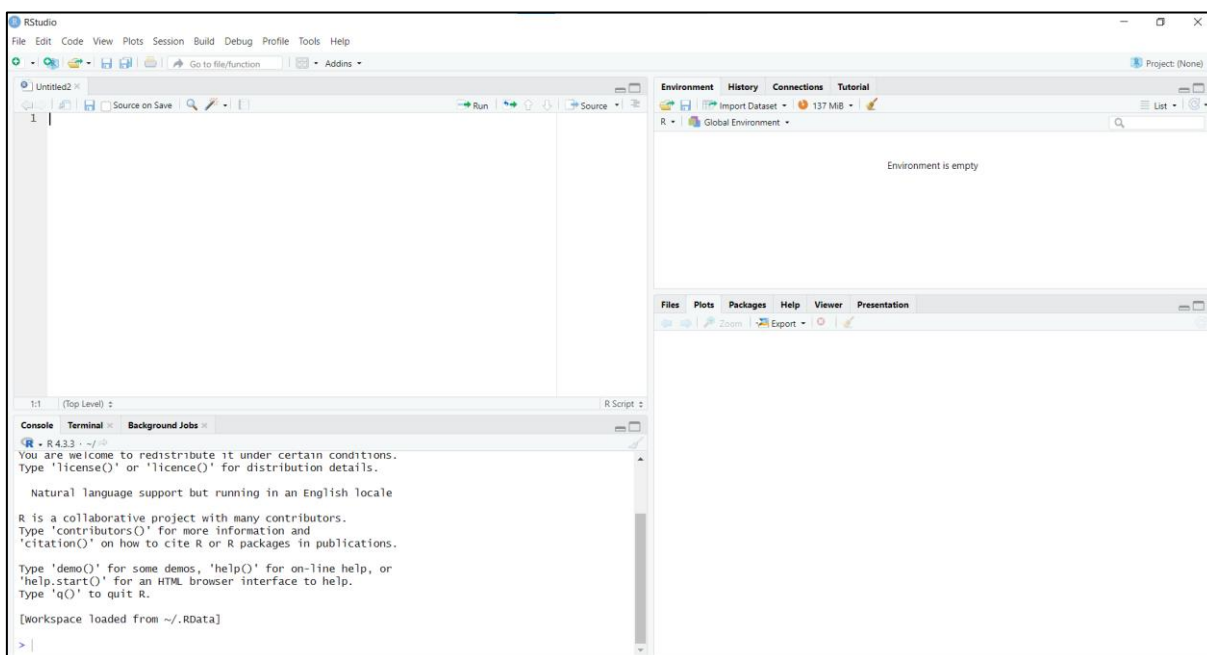 RStudio
File Edit Code View Plots Session Build Debug Profile Tools Help
Go to file/function Addins
Project: (None)
Untitled2
Source on Save Run Source
1
1:1 (Top Level) R Script
Console Terminal Background Jobs
R 4.3.3 · ~/
You are welcome to redistribute it under certain conditions.
Type 'license()' or 'licence()' for distribution details.
Natural language support but running in an English locale
R is a collaborative project with many contributors.
Type 'contributors()' for more information and
'citation()' on how to cite R or R packages in publications.
Type 'demo()' for some demos, 'help()' for on-line help, or
'help.start()' for an HTML browser interface to help.
Type 'q()' to quit R.
[Workspace loaded from ~/.RData]
>
Environment History Connections Tutorial
Import Dataset 137 MiB List
R Global Environment
Environment is empty
Files Plots Packages Help Viewer Presentation
Zoom Export